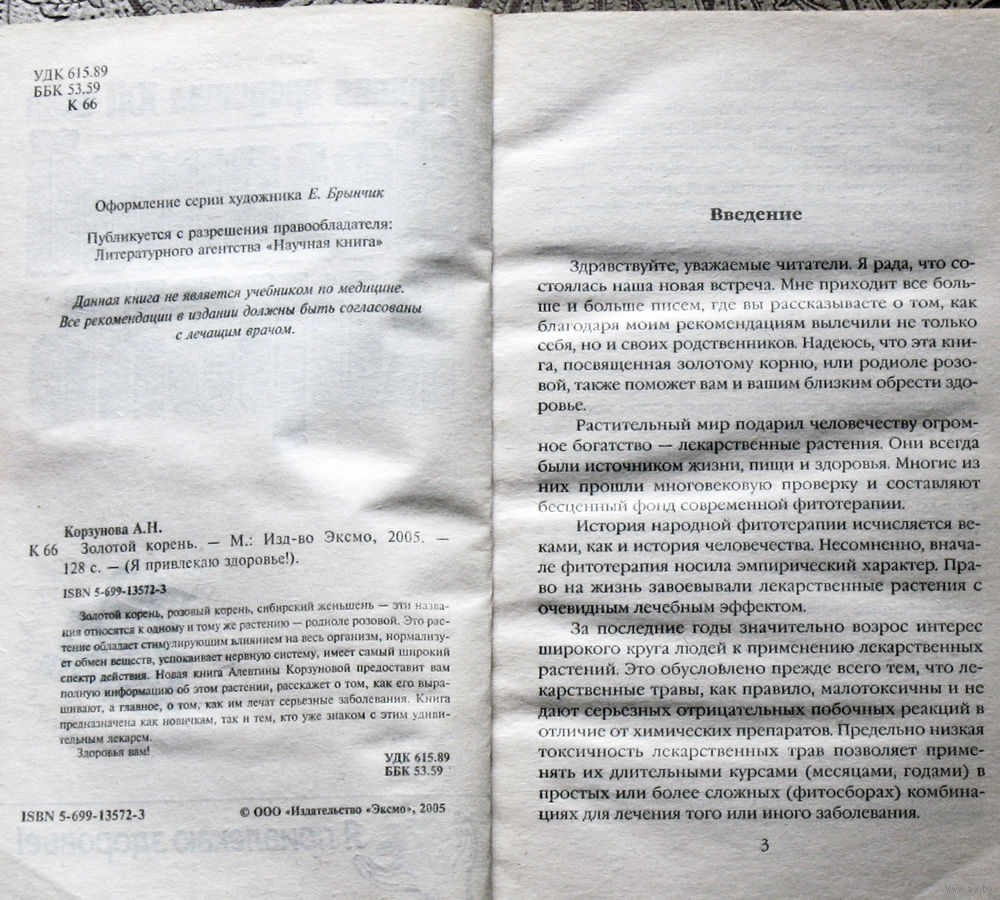 УДК 615.89
ББК 53.59
К 66
Оформление серии художника Е. Брынчик
Публикуется с разрешения правообладателя:
Литературного агентства «Научная книга»
Данная книга не является учебником по медицине.
Все рекомендации в издании должны быть согласованы
с лечащим врачом.
Корзунова А.Н.
К 66 Золотой корень. — М.: Изд-во Эксмо, 2005. —
128 с. — (Я привлекаю здоровье!).
ISBN 5-699-13572-3
Золотой корень, розовый корень, сибирский женьшень — эти назва-
ния относятся к одному и тому же растению — родиоле розовой. Это рас-
тение обладает стимулирующим влиянием на весь организм, нормализу-
ет обмен веществ, успокаивает нервную систему, имеет самый широкий
спектр действия. Новая книга Алевтины Корзуновой предоставит вам
полную информацию об этом растении, расскажет о том, как его выра-
шивают, а главное, о том, как им лечат серьезные заболевания. Книга
предназначена как новичкам, так и тем, кто уже знаком с этим удиви-
тельным лекарем.
Здоровья вам!
УДК 615.89
ББК 53.59
ISBN 5-699-13572-3
© ООО «Издательство «Эксмо», 2005
Введение
Здравствуйте, уважаемые читатели. Я рада, что со-
стоялась наша новая встреча. Мне приходит все боль-
ше и больше писем, где вы рассказываете о том, как
благодаря моим рекомендациям вылечили не только
себя, но и своих родственников. Надеюсь, что эта кни-
га, посвященная золотому корню, или родиоле розо-
вой, также поможет вам и вашим близким обрести здо-
ровье.
Растительный мир подарил человечеству огром-
ное богатство — лекарственные растения. Они всегда
были источником жизни, пищи и здоровья. Многие из
них прошли многовековую проверку и составляют
бесценный фонд современной фитотерапии.
История народной фитотерапии исчисляется ве-
ками, как и история человечества. Несомненно, внача-
ле фитотерапия носила эмпирический характер. Пра-
во на жизнь завоевывали лекарственные растения с
очевидным лечебным эффектом.
За последние годы значительно возрос интерес
широкого круга людей к применению лекарственных
растений. Это обусловлено прежде всего тем, что ле-
карственные травы, как правило, малотоксичны и не
дают серьезных отрицательных побочных реакций в
отличие от химических препаратов. Предельно низкая
токсичность лекарственных трав позволяет приме-
нять их длительными курсами (месяцами, годами) в
простых или более сложных (фитосборах) комбина-
циях для лечения того или иного заболевания.
3
www.ay.by